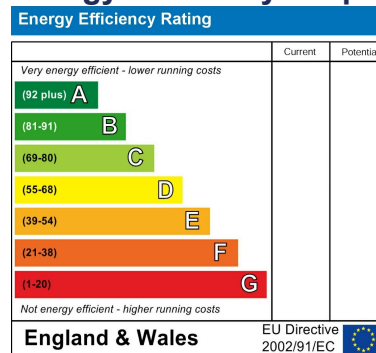 Energy Efficiency Rating
Current Potential
Very energy efficient - lower running costs
(92 plus) A
(81-91) B
(69-80) C
(55-68) D
(39-54) E
(21-38) F
(1-20) G
Not energy efficient - higher running costs
England & Wales
EU Directive
2002/91/EC